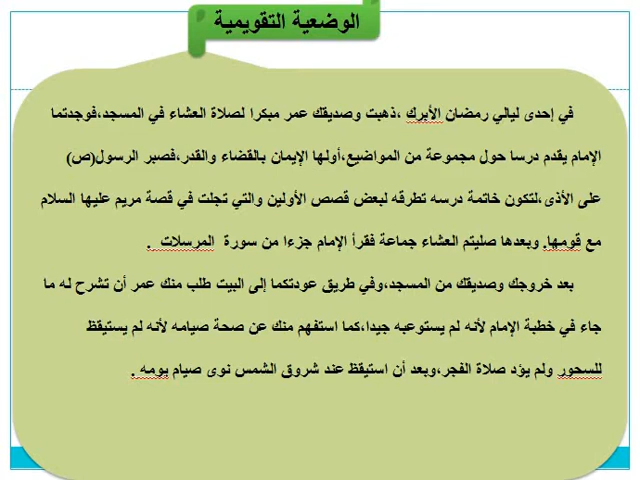 الوضعية التقويمية
في إحدى ليالي رمضان الأبرك ،ذهبت وصديقك عمر مبكرا لصلاة العشاء في المسجد،فوجدتما
الإمام يقدم درسا حول مجموعة من المواضيع،أولها الإيمان بالقضاء والقدر،فصبر الرسول(ص)
على الأذى،لتكون خاتمة درسه تطرقه لبعض قصص الأولين والتي تجلت في قصة مريم عليها السلام
مع قومها. وبعدها صليتم العشاء جماعة فقرأ الإمام جزءا من سورة المرسلات .
بعد خروجك وصديقك من المسجد،وفي طريق عودتكما إلى البيت طلب منك عمر أن تشرح له ما
جاء في خطبة الإمام لأنه لم يستوعبه جيدا،كما استفهم منك عن صحة صيامه لأنه لم يستيقظ
للسحور ولم يؤد صلاة الفجر،وبعد أن استيقظ عند شروق الشمس نوى صيام يومه .